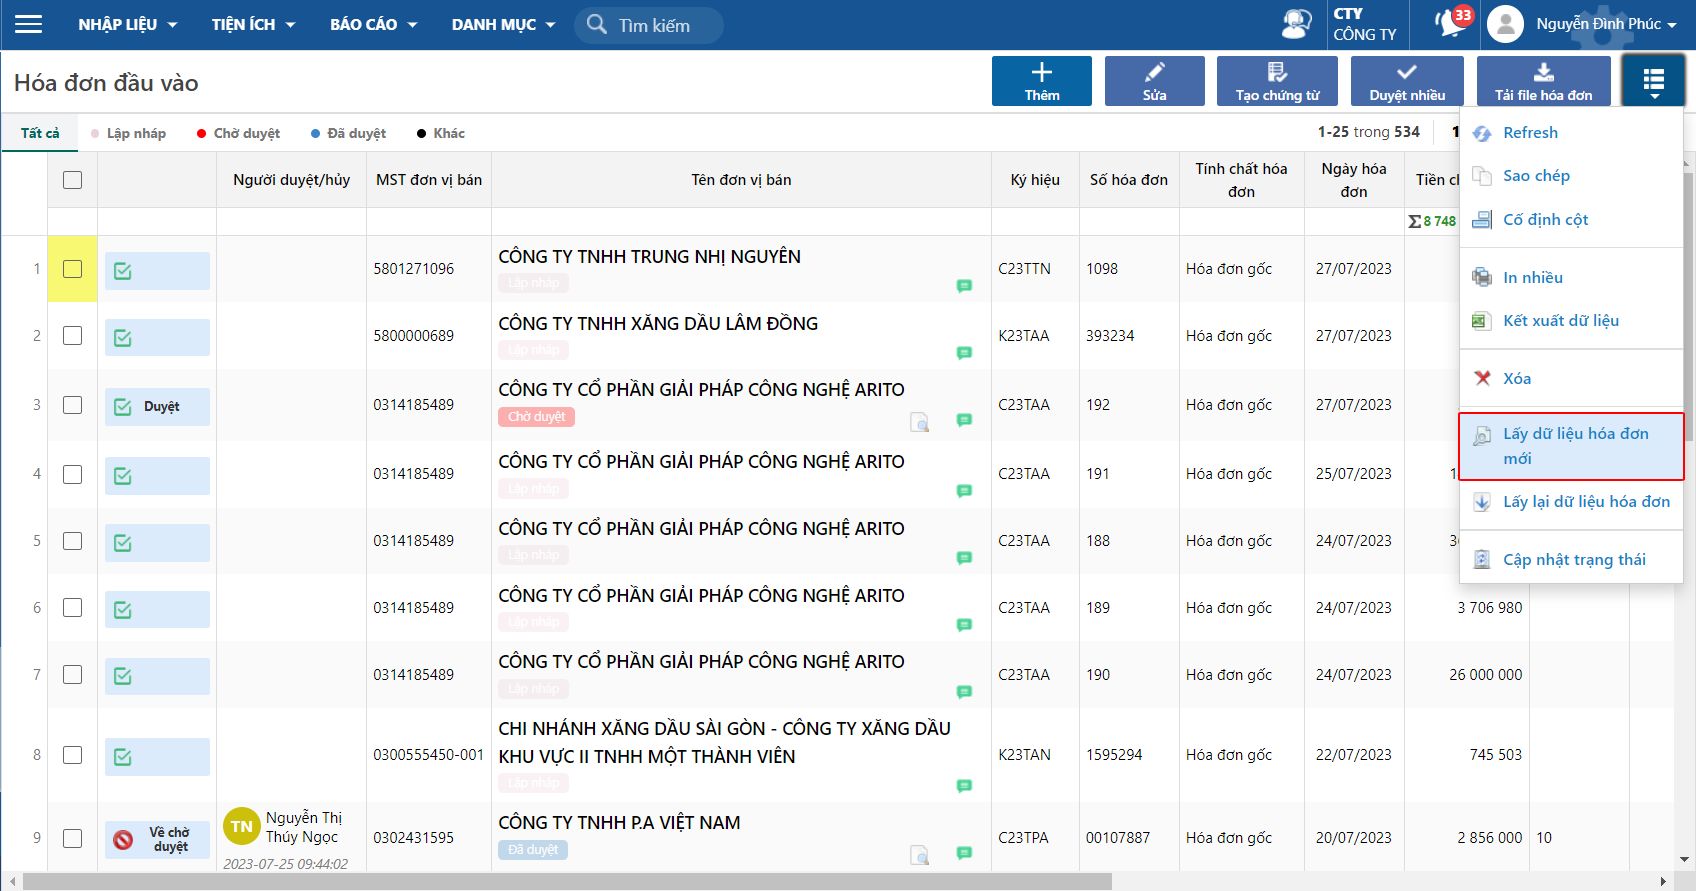 NHẬP LIỆU
TIỆN ÍCH
BÁO CÁO
DANH MỤC
Tìm kiếm
CTY
CÔNG TY
33
Nguyễn Đình Phúc
Hóa đơn đầu vào
Thêm
Sửa
Tạo chứng từ
Duyệt nhiều
Tải file hóa đơn
Tất cả
Lập nháp
Chờ duyệt
Đã duyệt
Khác
1-25 trong 534
1
Người duyệt/hủy
MST đơn vị bán
Tên đơn vị bán
Ký hiệu
Số hóa đơn
Tính chất hóa
đơn
Ngày hóa
đơn
Tiền
Σ 8 748
1
5801271096
CÔNG TY TNHH TRUNG NHỊ NGUYÊN
Lập nháp
C23TTN
1098
Hóa đơn gốc
27/07/2023
2
5800000689
CÔNG TY TNHH XĂNG DẦU LÂM ĐỒNG
Lập nháp
K23TAA
393234
Hóa đơn gốc
27/07/2023
3
Duyệt
0314185489
CÔNG TY CỔ PHẦN GIẢI PHÁP CÔNG NGHỆ ARITO
Chờ duyệt
C23TAA
192
Hóa đơn gốc
27/07/2023
4
0314185489
CÔNG TY CỔ PHẦN GIẢI PHÁP CÔNG NGHỆ ARITO
Lập nháp
C23TAA
191
Hóa đơn gốc
25/07/2023
5
0314185489
CÔNG TY CỔ PHẦN GIẢI PHÁP CÔNG NGHỆ ARITO
Lập nháp
C23TAA
188
Hóa đơn gốc
24/07/2023
6
0314185489
CÔNG TY CỔ PHẦN GIẢI PHÁP CÔNG NGHỆ ARITO
Lập nháp
C23TAA
189
Hóa đơn gốc
24/07/2023
3 706 980
7
0314185489
CÔNG TY CỔ PHẦN GIẢI PHÁP CÔNG NGHỆ ARITO
Lập nháp
C23TAA
190
Hóa đơn gốc
24/07/2023
26 000 000
8
0300555450-001
CHI NHÁNH XĂNG DẦU SÀI GÒN - CÔNG TY XĂNG DẦU
KHU VỰC II TNHH MỘT THÀNH VIÊN
Lập nháp
K23TAN
1595294
Hóa đơn gốc
22/07/2023
745 503
9
Về chờ
duyệt
TN
Nguyễn Thị
Thúy Ngọc
2023-07-25 09:44:02
0302431595
CÔNG TY TNHH P.A VIỆT NAM
Đã duyệt
C23TPA
00107887
Hóa đơn gốc
20/07/2023
2 856 000
10
Refresh
Sao chép
Cố định cột
In nhiều
Kết xuất dữ liệu
Xóa
Lấy dữ liệu hóa đơn
mới
Lấy lại dữ liệu hóa đơn
Cập nhật trạng thái